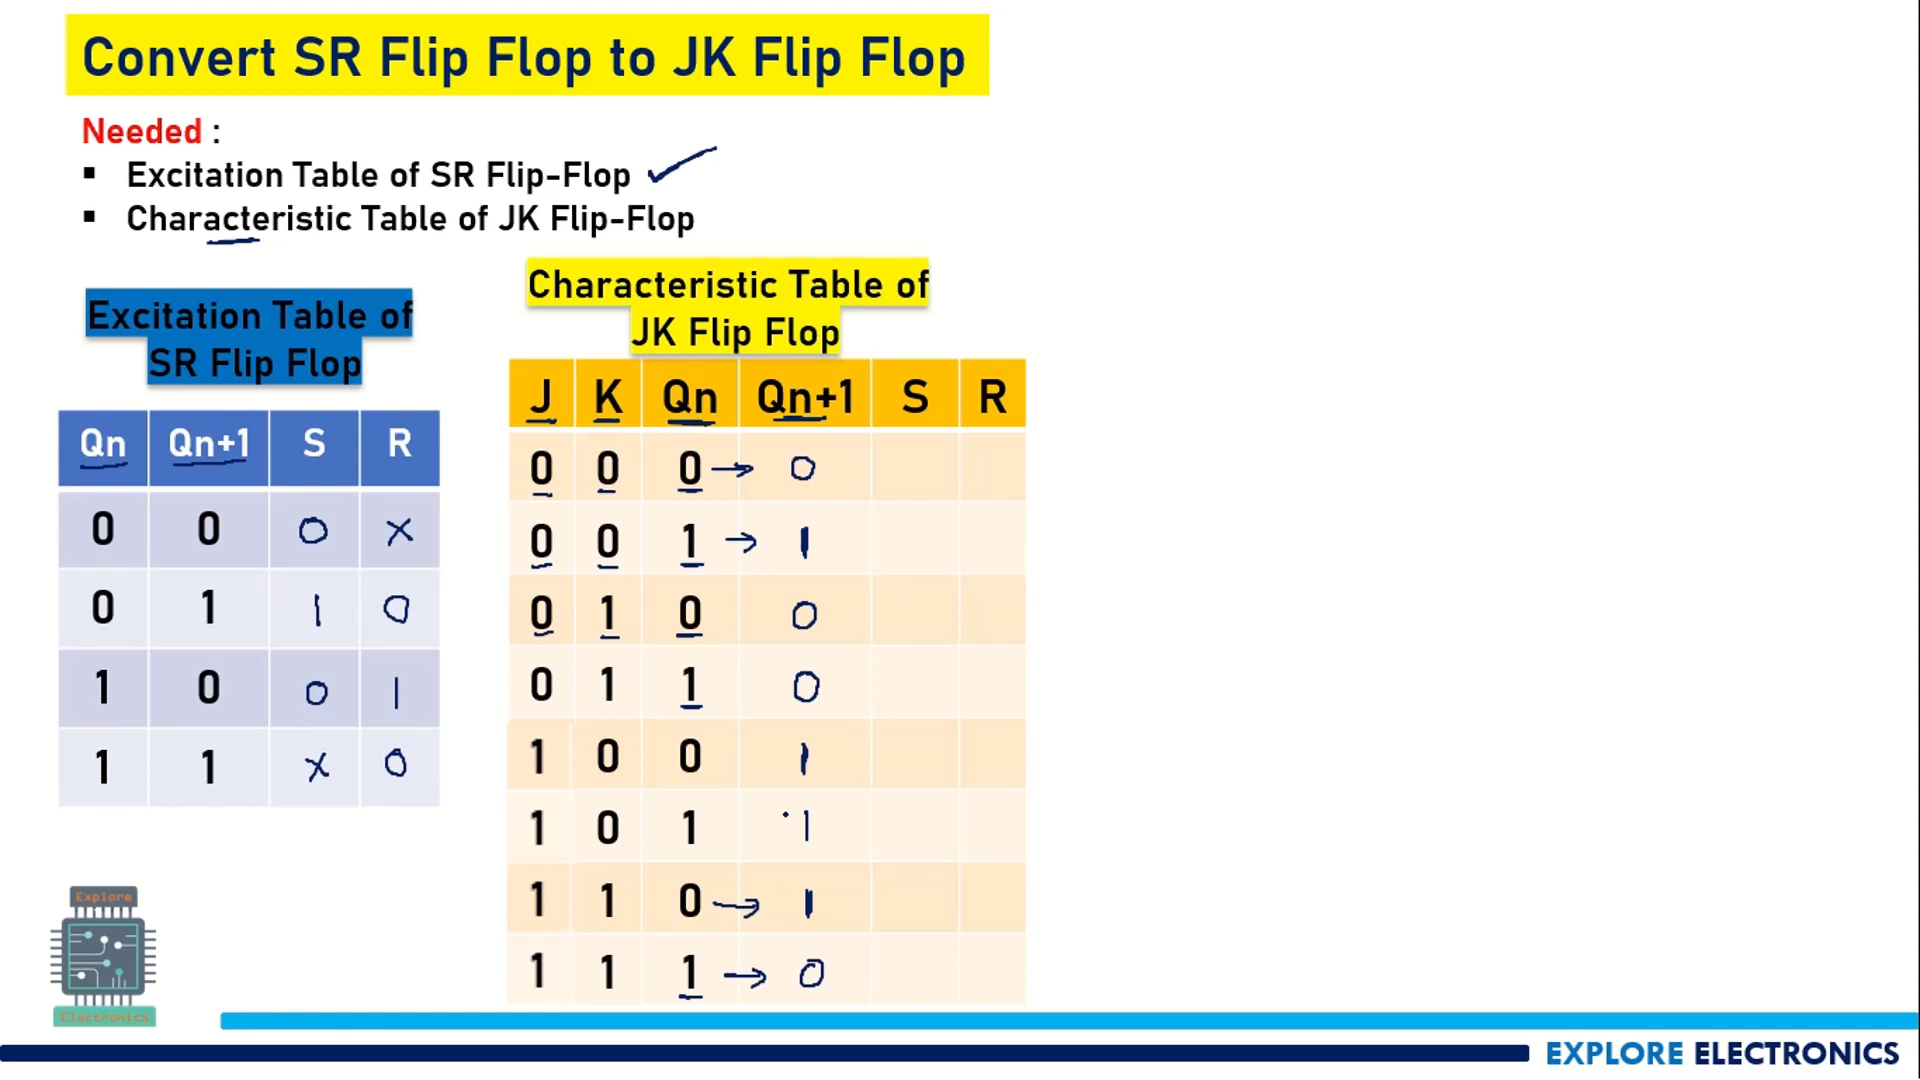 Convert SR Flip Flop to JK Flip Flop
Needed :
▪ Excitation Table of SR Flip-Flop ✓
▪ Characteristic Table of JK Flip-Flop
Excitation Table of
SR Flip Flop
Qn Qn+1 S R
0 0 0 x
0 1 1 0
1 0 0 1
1 1 x 0
Characteristic Table of
JK Flip Flop
J K Qn Qn+1 S R
0 0 0 → 0
0 0 1 → 1
0 1 0 0
0 1 1 0
1 0 0 1
1 0 1 1
1 1 0 → 1
1 1 1 → 0
Explore
Electronics
EXPLORE ELECTRONICS